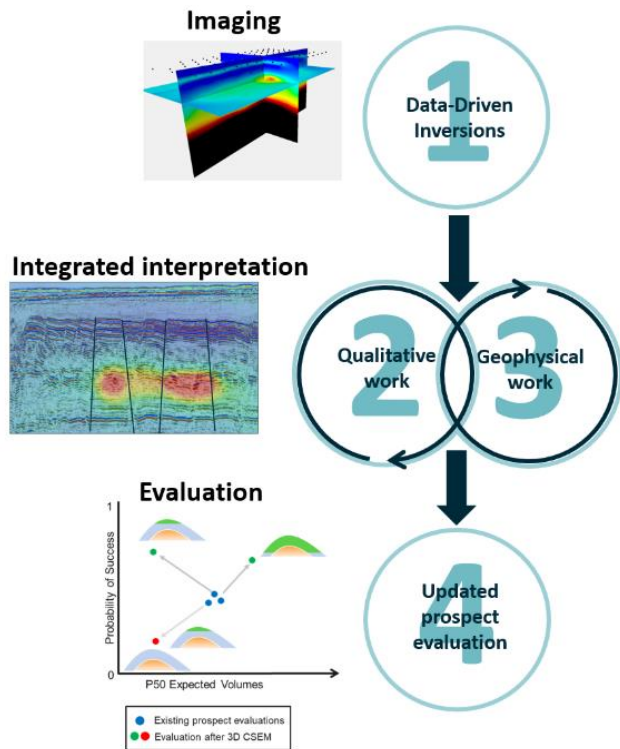 Imaging
1
Data-Driven
Inversions
Integrated interpretation
2
Qualitative
work
3
Geophysical
work
Evaluation
1
Probability of Success
0
P50 Expected Volumes
Existing prospect evaluations
Evaluation after 3D CSEM
4
Updated
prospect
evaluation